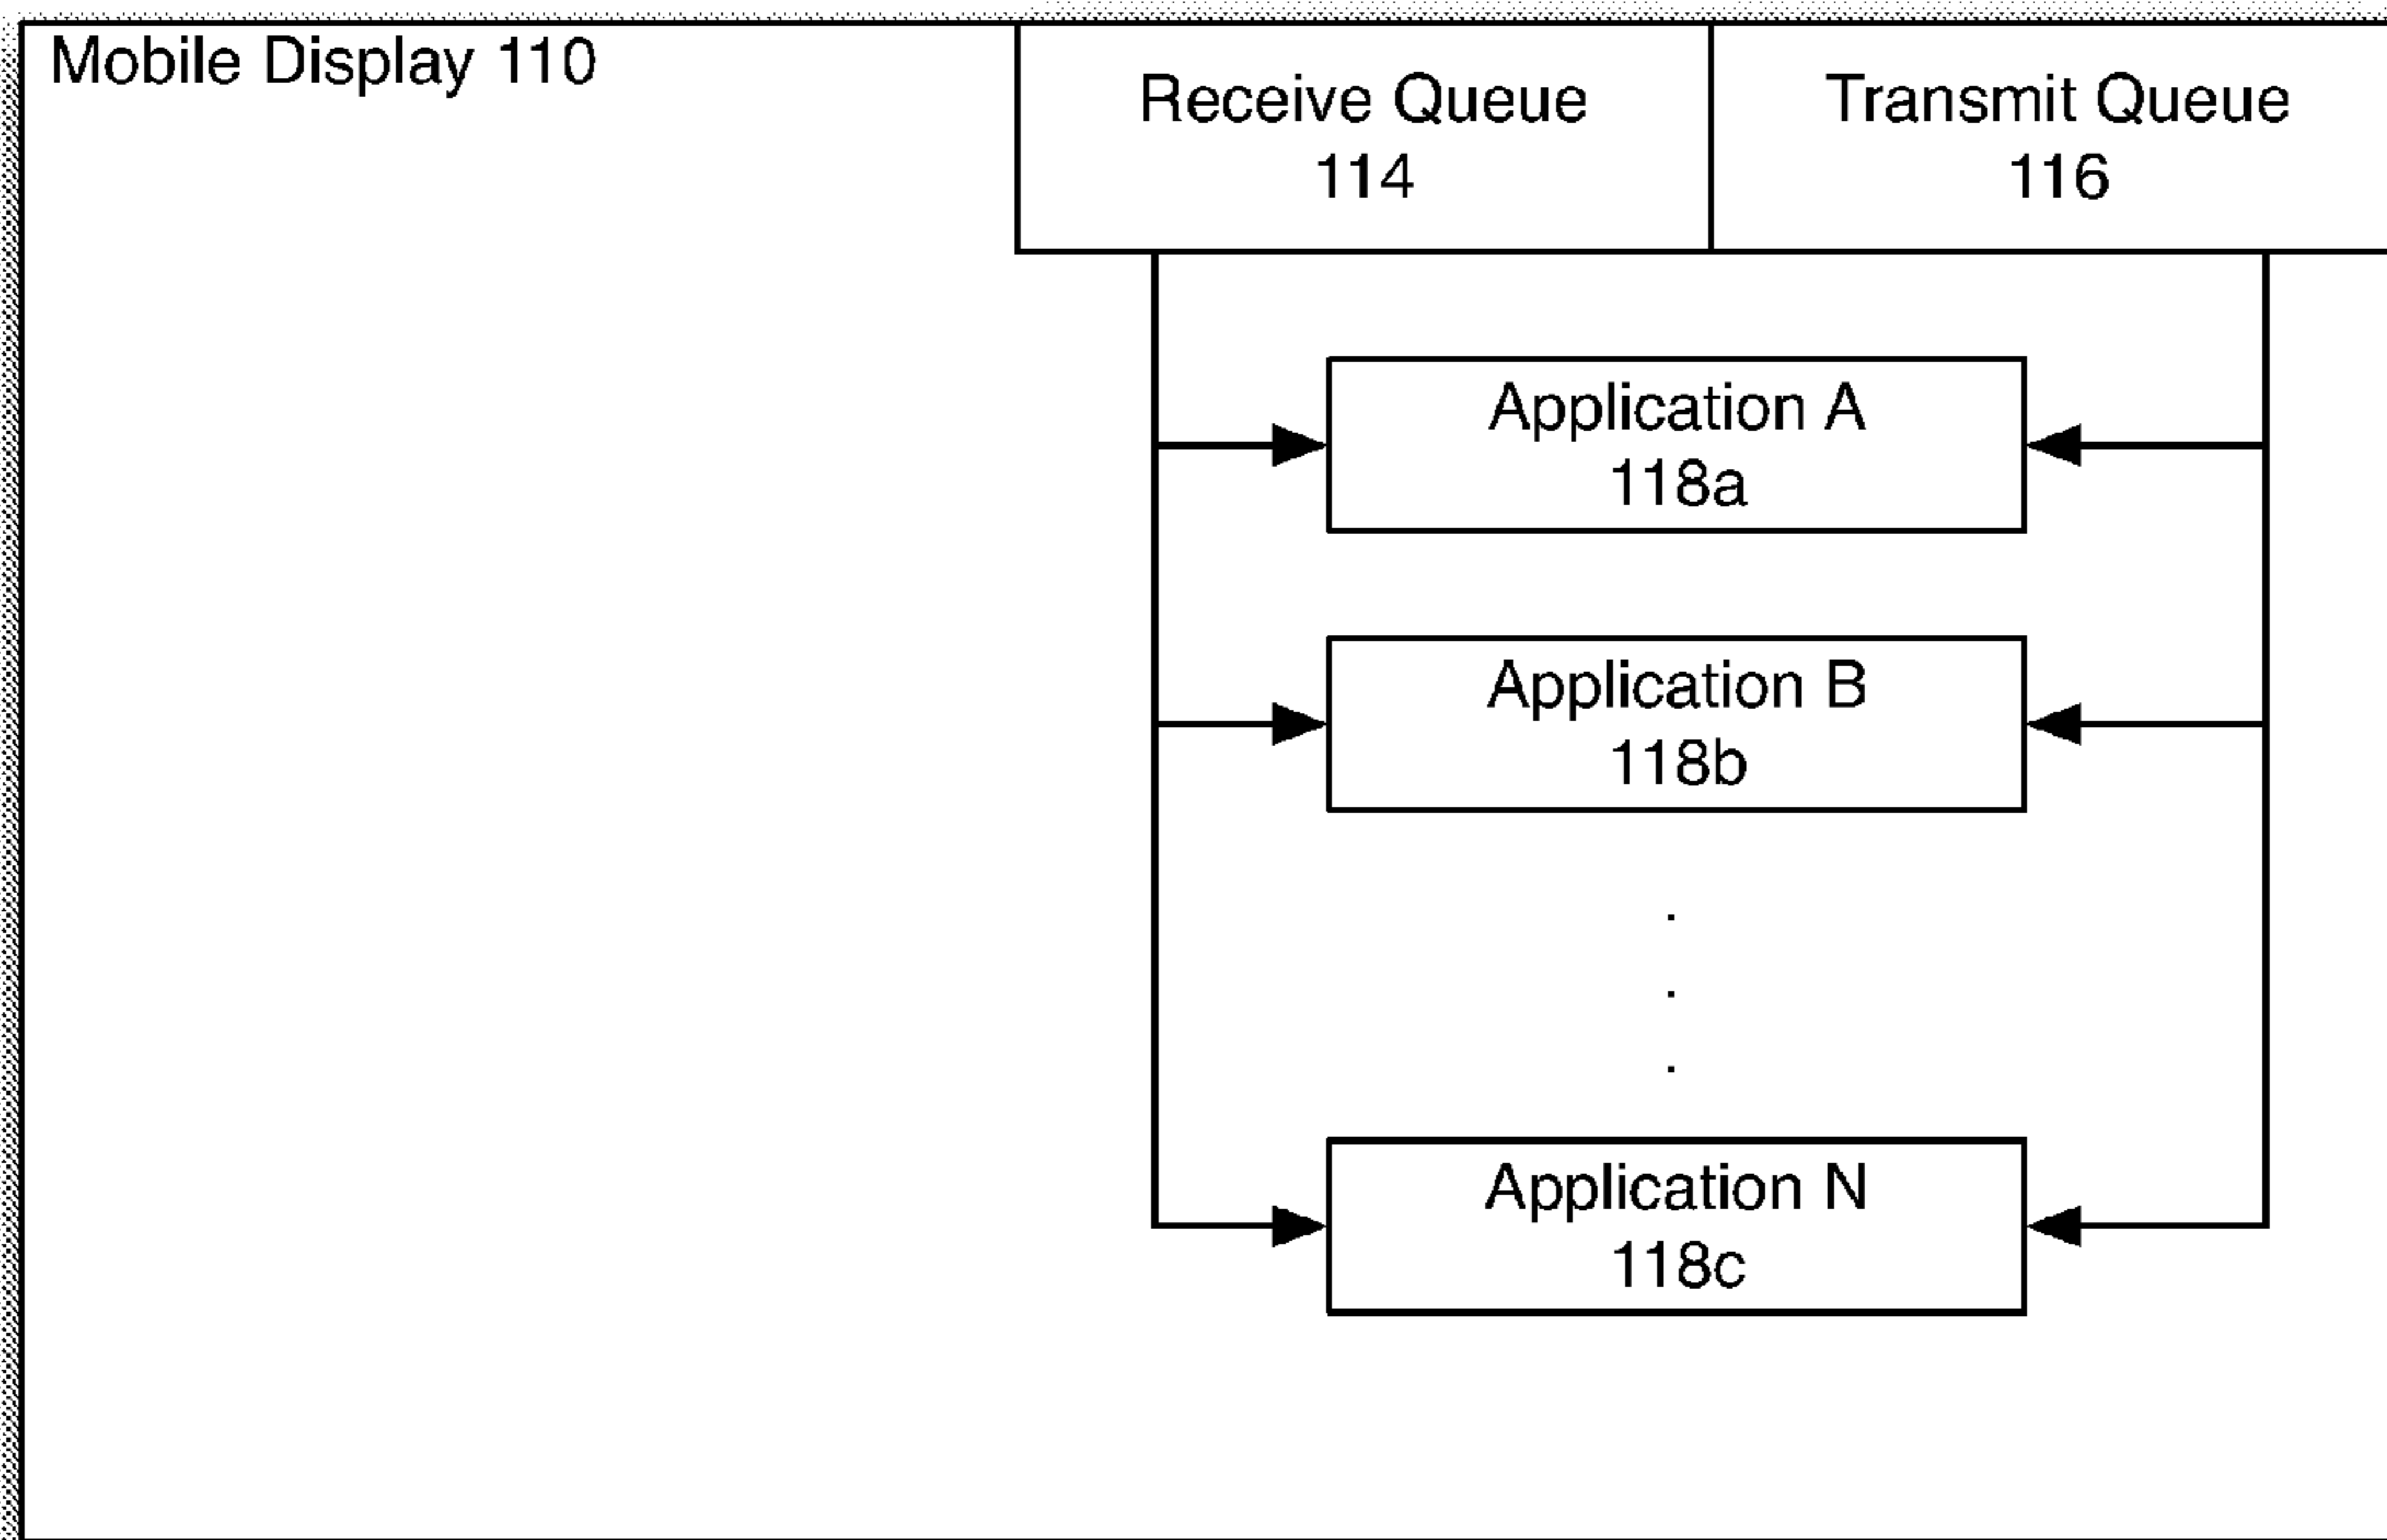 Mobile Display 110
Receive Queue
114
Transmit Queue
116
Application A
118a
Application B
118b
.
.
.
Application N
118c